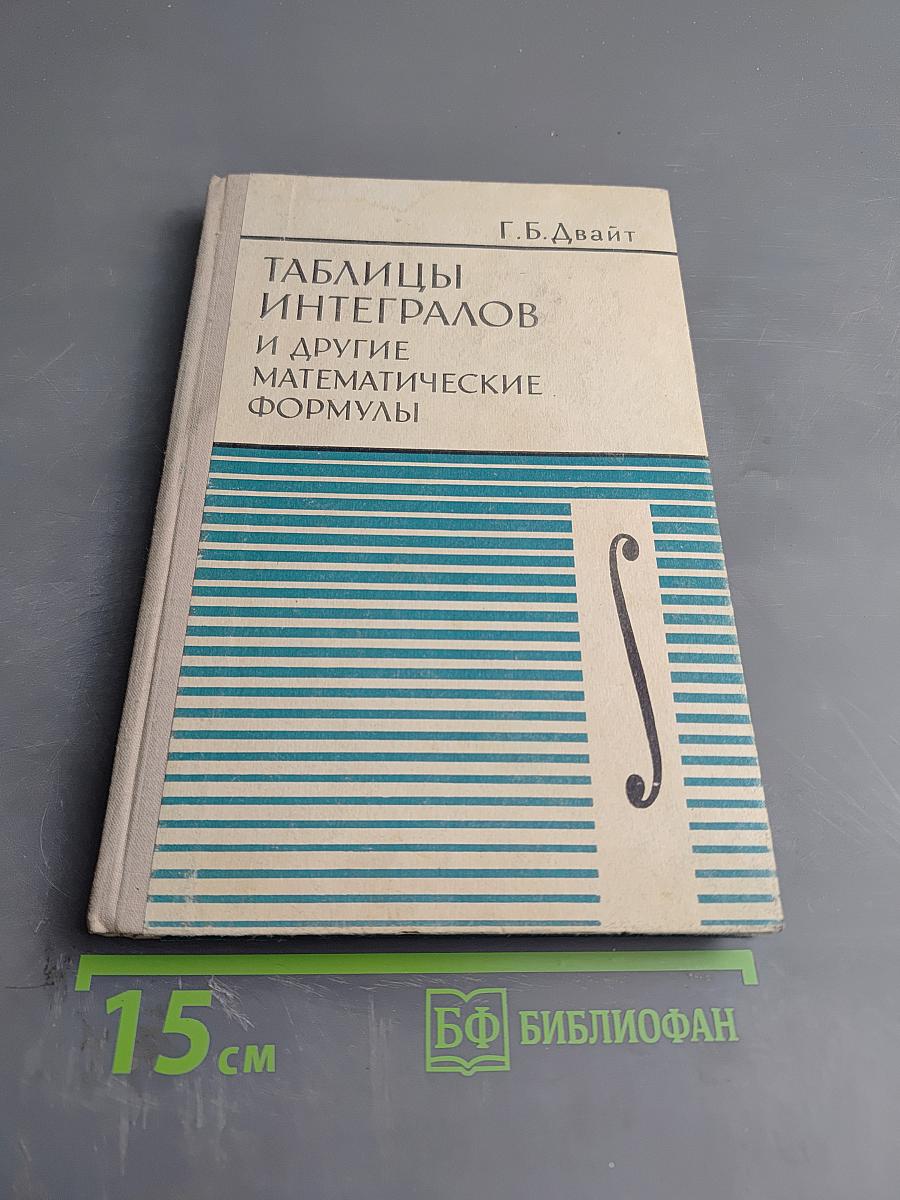 Г.Б.Двайт
ТАБЛИЦЫ
ИНТЕГРАЛОВ
И ДРУГИЕ
МАТЕМАТИЧЕСКИЕ
ФОРМУЛЫ
∫
15 см
БФ БИБЛИОФАН